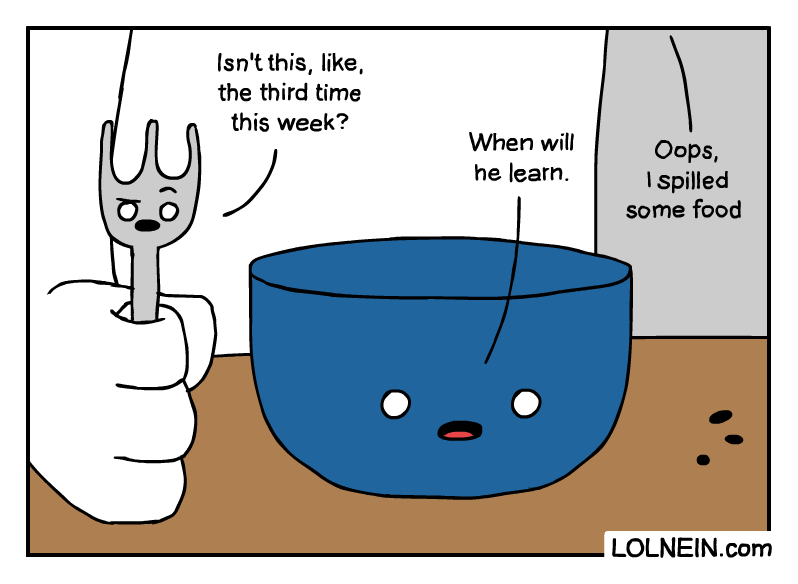 Isn't this, like,
the third time
this week?
When will
he learn.
Oops,
I spilled
some food
LOLNEIN.com